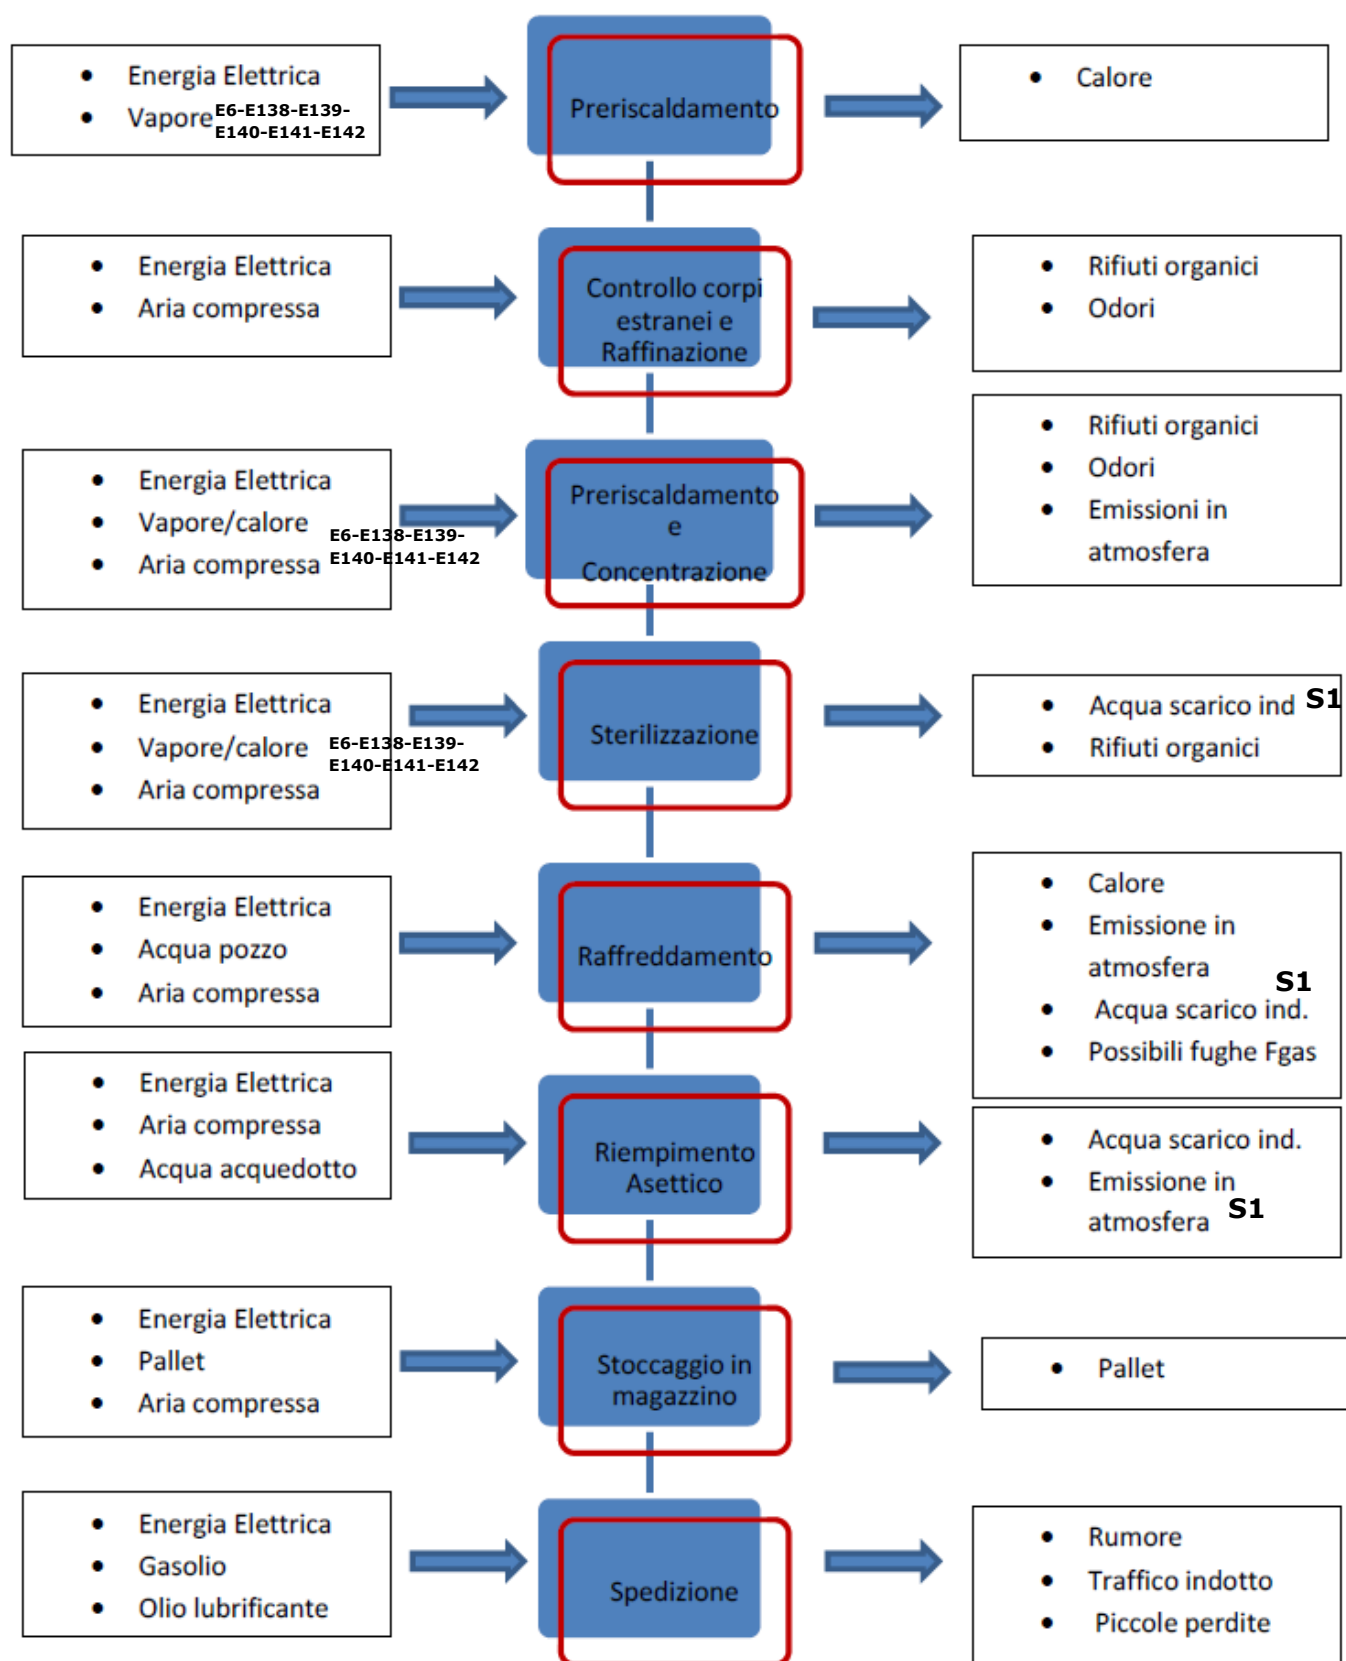 • Energia Elettrica
• Vapore E6-E138-E139-
E140-E141-E142
Preriscaldamento
• Calore
• Energia Elettrica
• Aria compressa
Controllo corpi
estranei e
Raffinazione
• Rifiuti organici
• Odori
• Energia Elettrica
• Vapore/calore
• Aria compressa
E6-E138-E139-
E140-E141-E142
Preriscaldamento
e
Concentrazione
• Rifiuti organici
• Odori
• Emissioni in
atmosfera
• Energia Elettrica
• Vapore/calore
E6-E138-E139-
E140-E141-E142
• Aria compressa
Sterilizzazione
• Acqua scarico ind S1
• Rifiuti organici
• Energia Elettrica
• Acqua pozzo
• Aria compressa
Raffreddamento
• Calore
• Emissione in
atmosfera
S1
• Acqua scarico ind.
• Possibili fughe Fgas
• Energia Elettrica
• Aria compressa
• Acqua acquedotto
Riempimento
Asettico
• Acqua scarico ind.
• Emissione in
atmosfera S1
• Energia Elettrica
• Pallet
• Aria compressa
Stoccaggio in
magazzino
• Pallet
• Energia Elettrica
• Gasolio
• Olio lubrificante
Spedizione
• Rumore
• Traffico indotto
• Piccole perdite